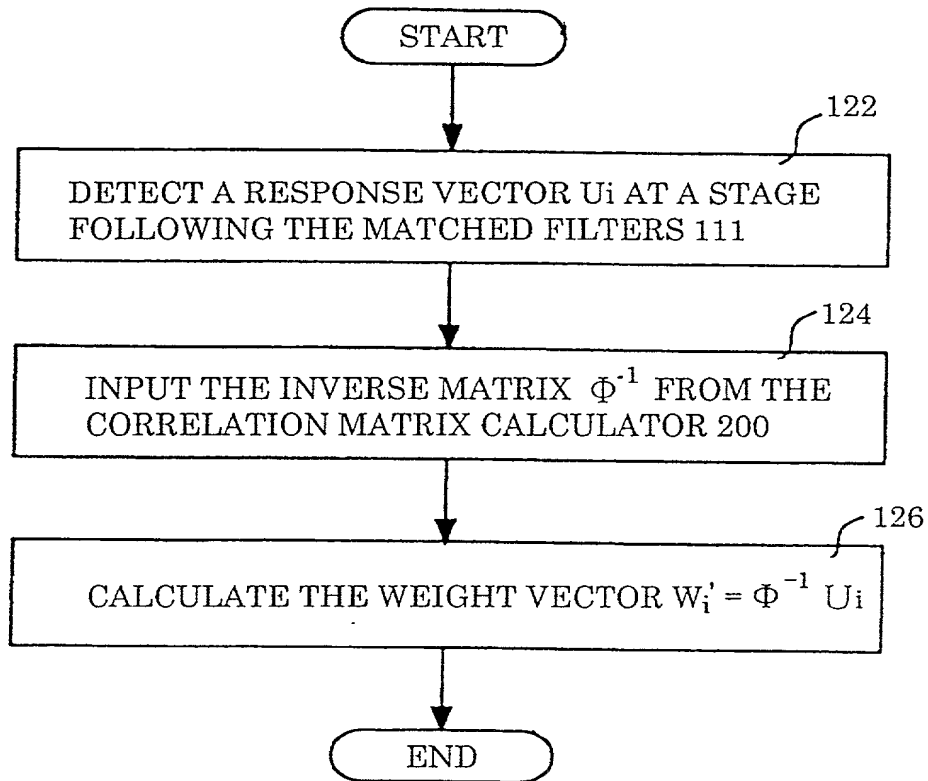 START
122
DETECT A RESPONSE VECTOR Ui AT A STAGE
FOLLOWING THE MATCHED FILTERS 111
124
INPUT THE INVERSE MATRIX Φ⁻¹ FROM THE
CORRELATION MATRIX CALCULATOR 200
126
CALCULATE THE WEIGHT VECTOR Wᵢ' = Φ⁻¹ Ui
END